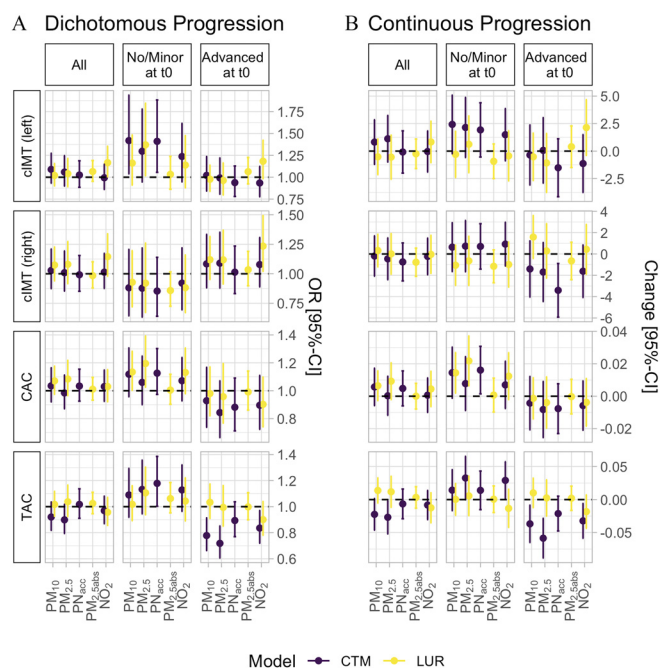 A Dichotomous Progression
All
No/Minor at t0
Advanced at t0
cIMT (left)
1.75
1.50
1.25
1.00
0.75
cIMT (right)
1.50
1.25
1.00
0.75
CAC
1.4
1.2
1.0
0.8
TAC
1.4
1.2
1.0
0.8
0.6
OR [95%-CI]
PM10
PM2.5
PNacc
PM2.5abs
NO2
PM10
PM2.5
PNacc
PM2.5abs
NO2
PM10
PM2.5
PNacc
PM2.5abs
NO2
B Continuous Progression
All
No/Minor at t0
Advanced at t0
5.0
2.5
0.0
-2.5
4
2
0
-2
-4
-6
0.04
0.02
0.00
-0.02
0.05
0.00
-0.05
Change [95%-CI]
PM10
PM2.5
PNacc
PM2.5abs
NO2
PM10
PM2.5
PNacc
PM2.5abs
NO2
PM10
PM2.5
PNacc
PM2.5abs
NO2
Model CTM LUR